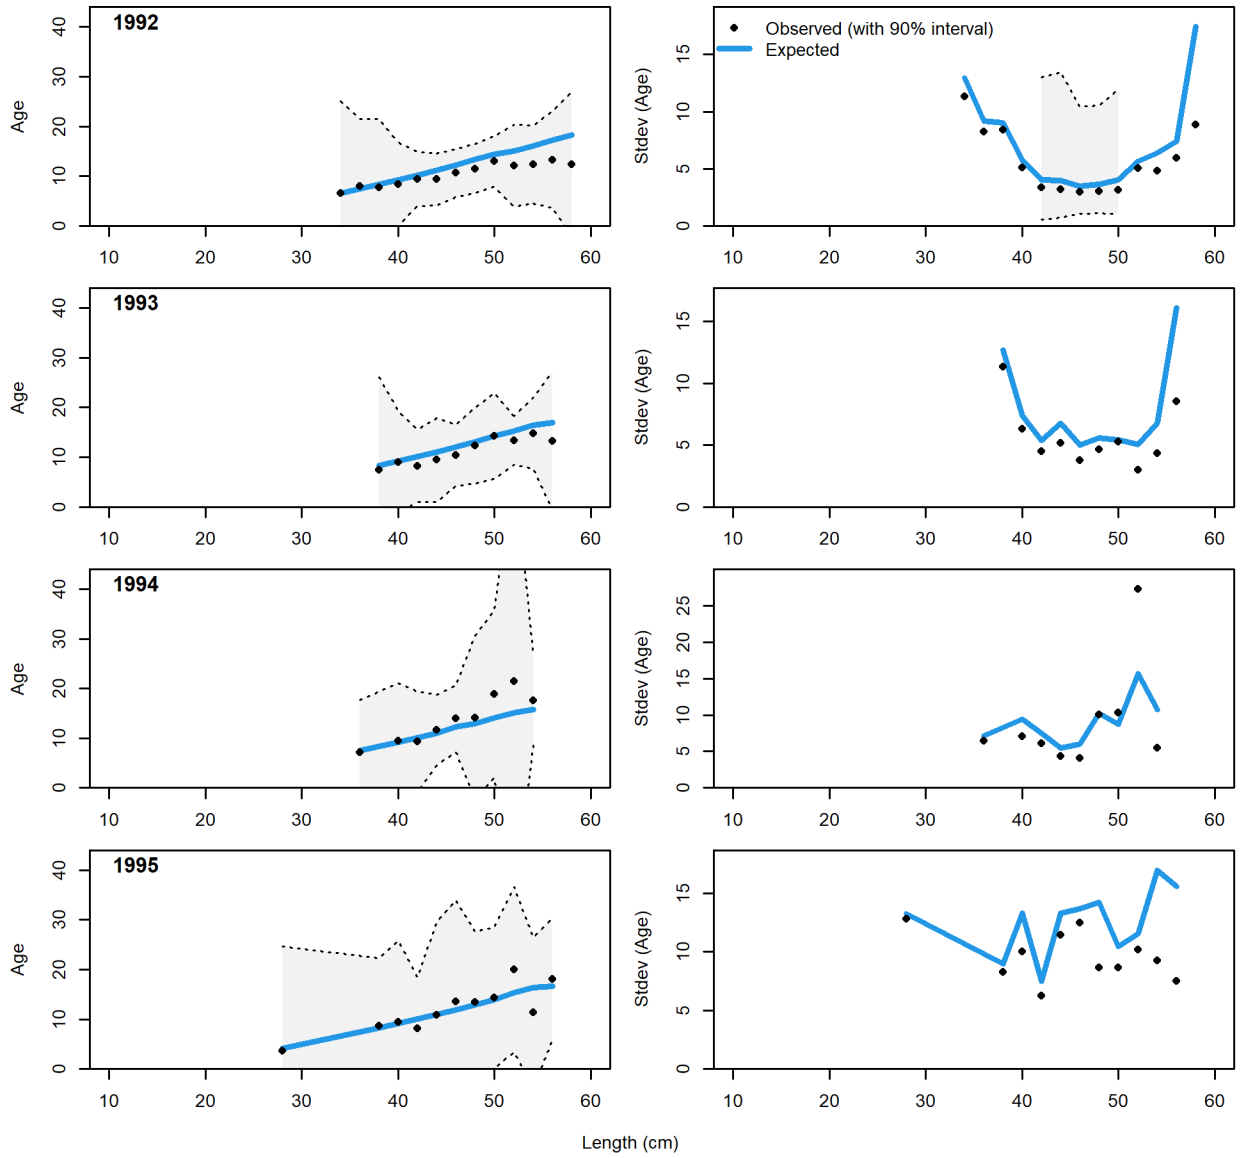 1992
Age
0 10 20 30 40
10 20 30 40 50 60
Observed (with 90% interval)
Expected
Stdev (Age)
0 5 10 15
10 20 30 40 50 60
1993
Age
0 10 20 30 40
10 20 30 40 50 60
Stdev (Age)
0 5 10 15
10 20 30 40 50 60
1994
Age
0 10 20 30 40
10 20 30 40 50 60
Stdev (Age)
0 5 10 15 20 25
10 20 30 40 50 60
1995
Age
0 10 20 30 40
10 20 30 40 50 60
Stdev (Age)
0 5 10 15
10 20 30 40 50 60
Length (cm)